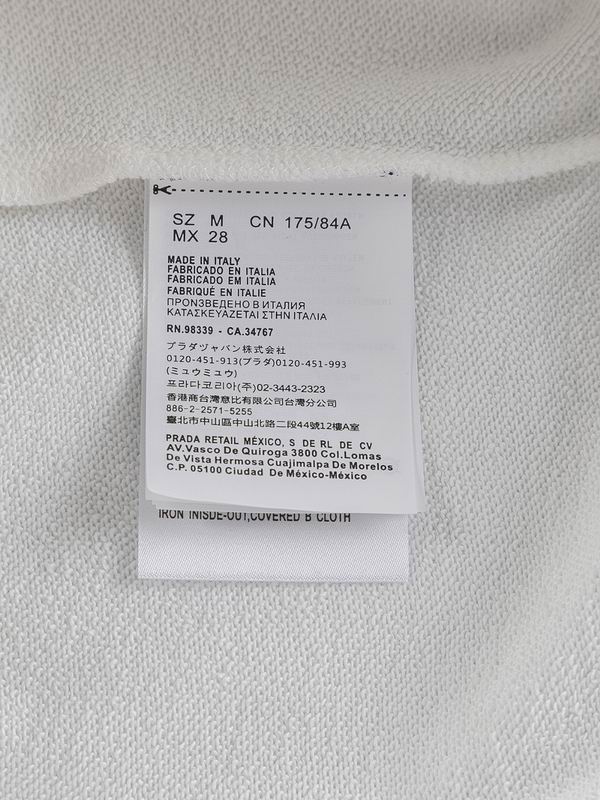 SZ M CN 175/84A
MX 28
MADE IN ITALY
FABRICADO EN ITALIA
FABRICADO EM ITALIA
FABRIQUÉ EN ITALIE
ПРОNЗВЕДЕНО В ИТАЛИЯ
ΚΑΤΑΣΚΕΥΑΖΕΤΑΙ ΣΤΗΝ ΙΤΑΛΙΑ
RN.98339 - CA.34767
プラダヅャバン株式会社
0120-451-913(プラダ)0120-451-993
(ミュウミュウ)
프라다코리아(주)02-3443-2323
香港商台灣意比有限公司台灣分公司
886-2-2571-5255
臺北市中山區中山北路二段44號12樓A室
PRADA RETAIL MÉXICO, S DE RL DE CV
AV.Vasco De Quiroga 3800 Col.Lomas
De Vista Hermosa Cuajimalpa De Morelos
C.P. 05100 Ciudad De México-México
IRON INISDE-OUT,COVERED B CLOTH